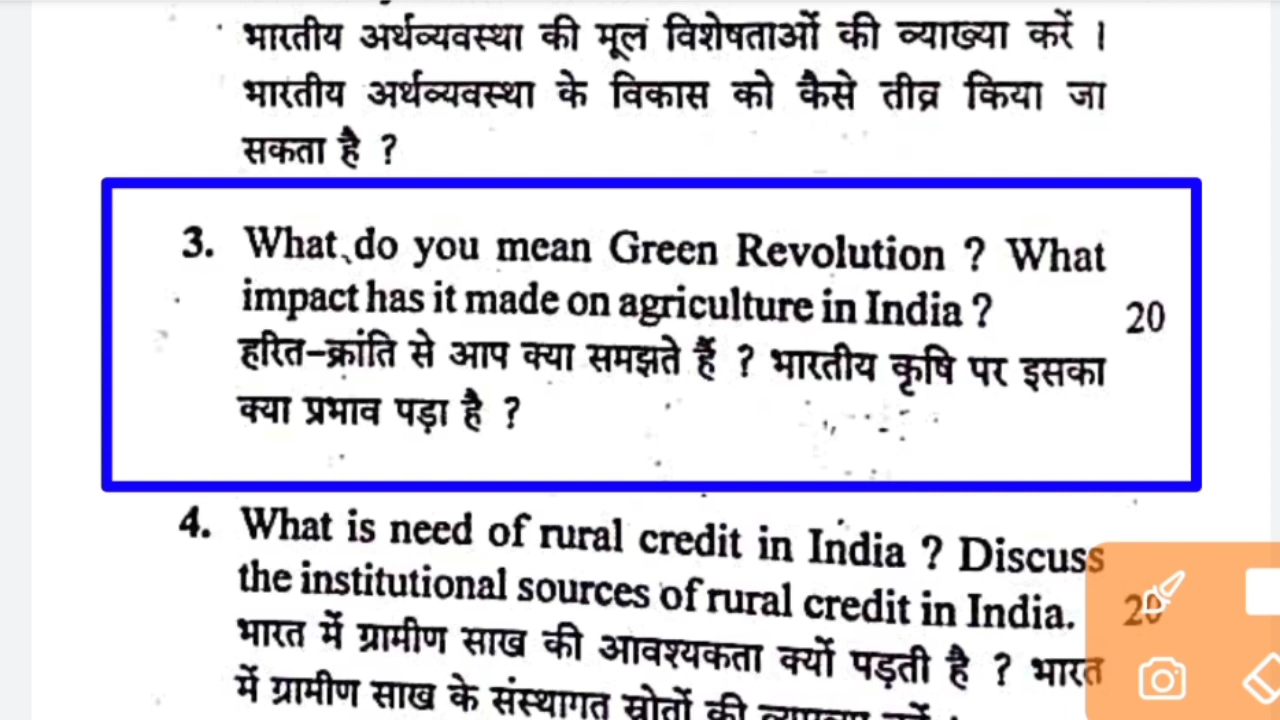 भारतीय अर्थव्यवस्था की मूल विशेषताओं की व्याख्या करें ।
भारतीय अर्थव्यवस्था के विकास को कैसे तीव्र किया जा
सकता है ?
3. What do you mean Green Revolution ? What
impact has it made on agriculture in India ? 20
हरित-क्रांति से आप क्या समझते हैं ? भारतीय कृषि पर इसका
क्या प्रभाव पड़ा है ?
4. What is need of rural credit in India ? Discuss
the institutional sources of rural credit in India. 20
भारत में ग्रामीण साख की आवश्यकता क्यों पड़ती है ? भारत
में ग्रामीण साख के संस्थागत स्रोतों की